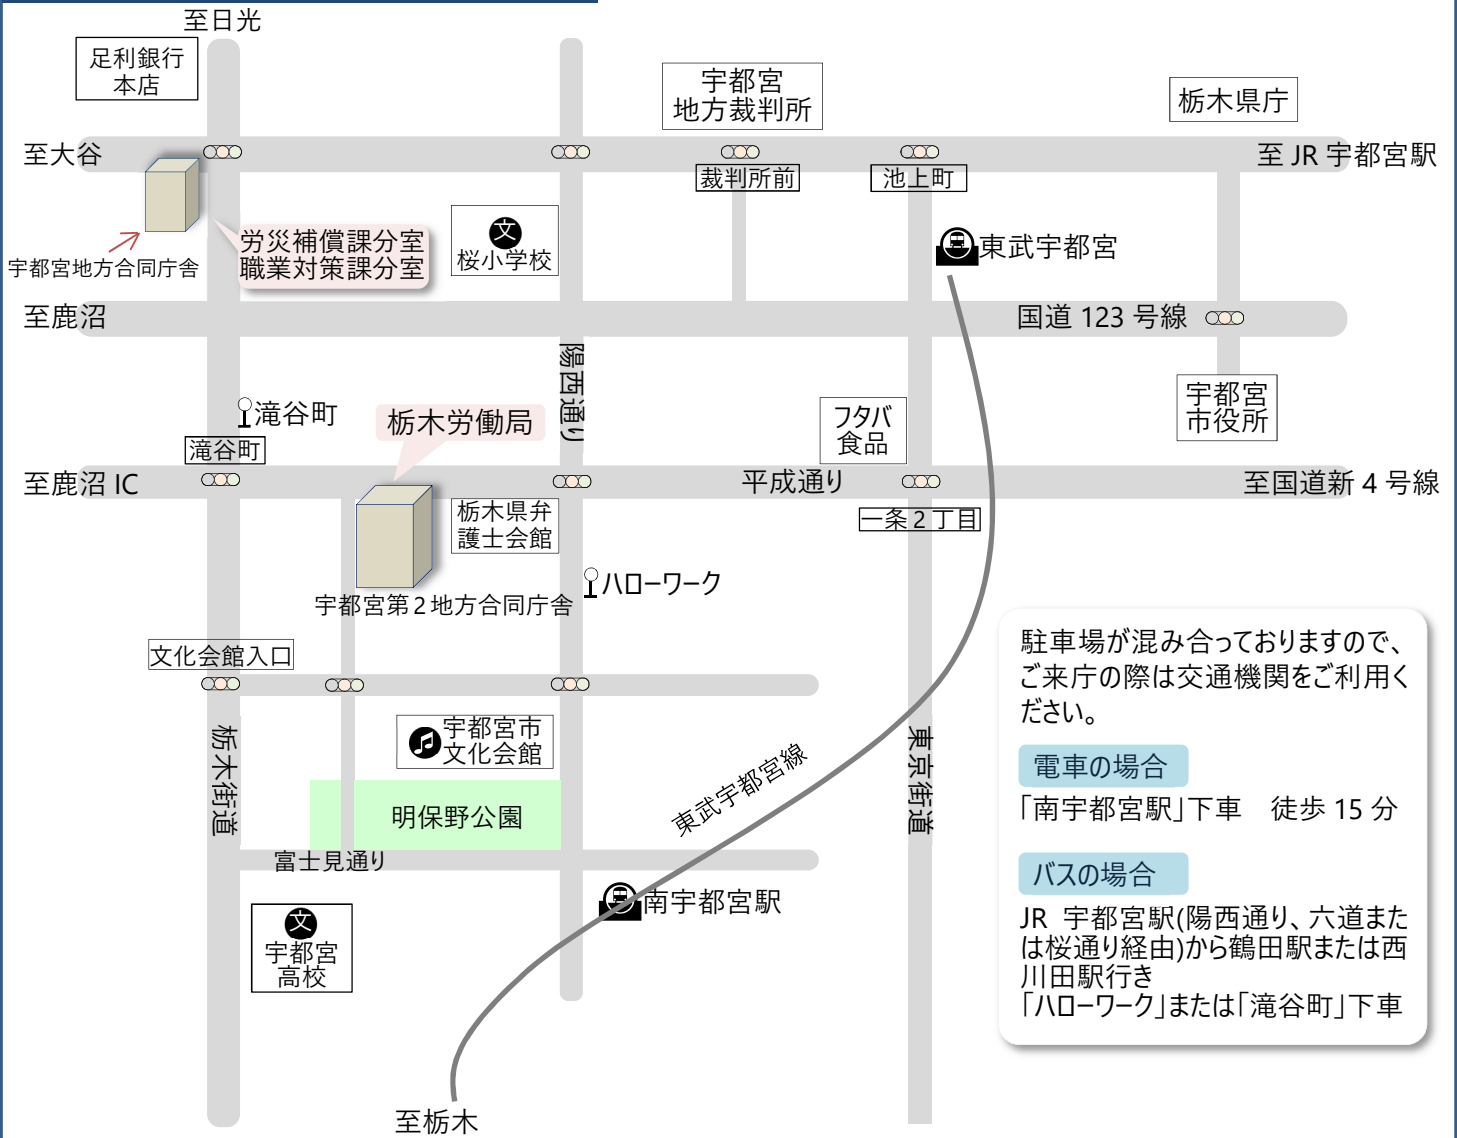 至日光
足利銀行
本店
宇都宮
地方裁判所
栃木県庁
至大谷
至 JR 宇都宮駅
裁判所前
池上町
宇都宮地方合同庁舎
労災補償課分室
職業対策課分室
桜小学校
文
東武宇都宮
至鹿沼
国道 123 号線
陽西通り
滝谷町
栃木労働局
フタバ
食品
宇都宮
市役所
滝谷町
至鹿沼 IC
平成通り
至国道新 4 号線
栃木県弁
護士会館
一条２丁目
ハローワーク
宇都宮第２地方合同庁舎
文化会館入口
栃木街道
宇都宮市
文化会館
東武宇都宮線
東京街道
明保野公園
富士見通り
南宇都宮駅
文
宇都宮
高校
至栃木
駐車場が混み合っておりますので、
ご来庁の際は交通機関をご利用く
ださい。
電車の場合
「南宇都宮駅」下車　徒歩 15 分
バスの場合
JR 宇都宮駅(陽西通り、六道また
は桜通り経由)から鶴田駅または西
川田駅行き
「ハローワーク」または「滝谷町」下車